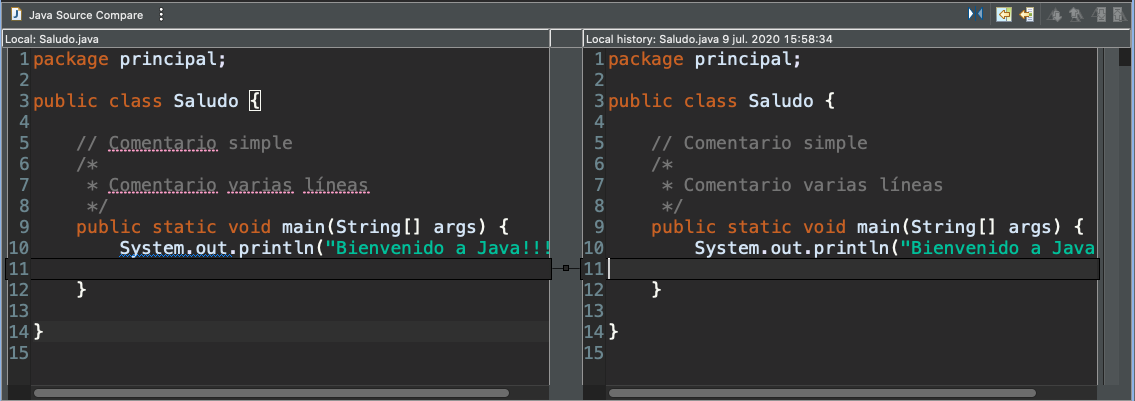 Java Source Compare
Local: Saludo.java
1 package principal;
2
3 public class Saludo {
4
5 // Comentario simple
6 /*
7 * Comentario varias líneas
8 */
9 public static void main(String[] args) {
10 System.out.println("Bienvenido a Java!!!
11
12 }
13
14 }
15
Local history: Saludo.java 9 jul. 2020 15:58:34
1 package principal;
2
3 public class Saludo {
4
5 // Comentario simple
6 /*
7 * Comentario varias líneas
8 */
9 public static void main(String[] args) {
10 System.out.println("Bienvenido a Java
11
12 }
13
14 }
15